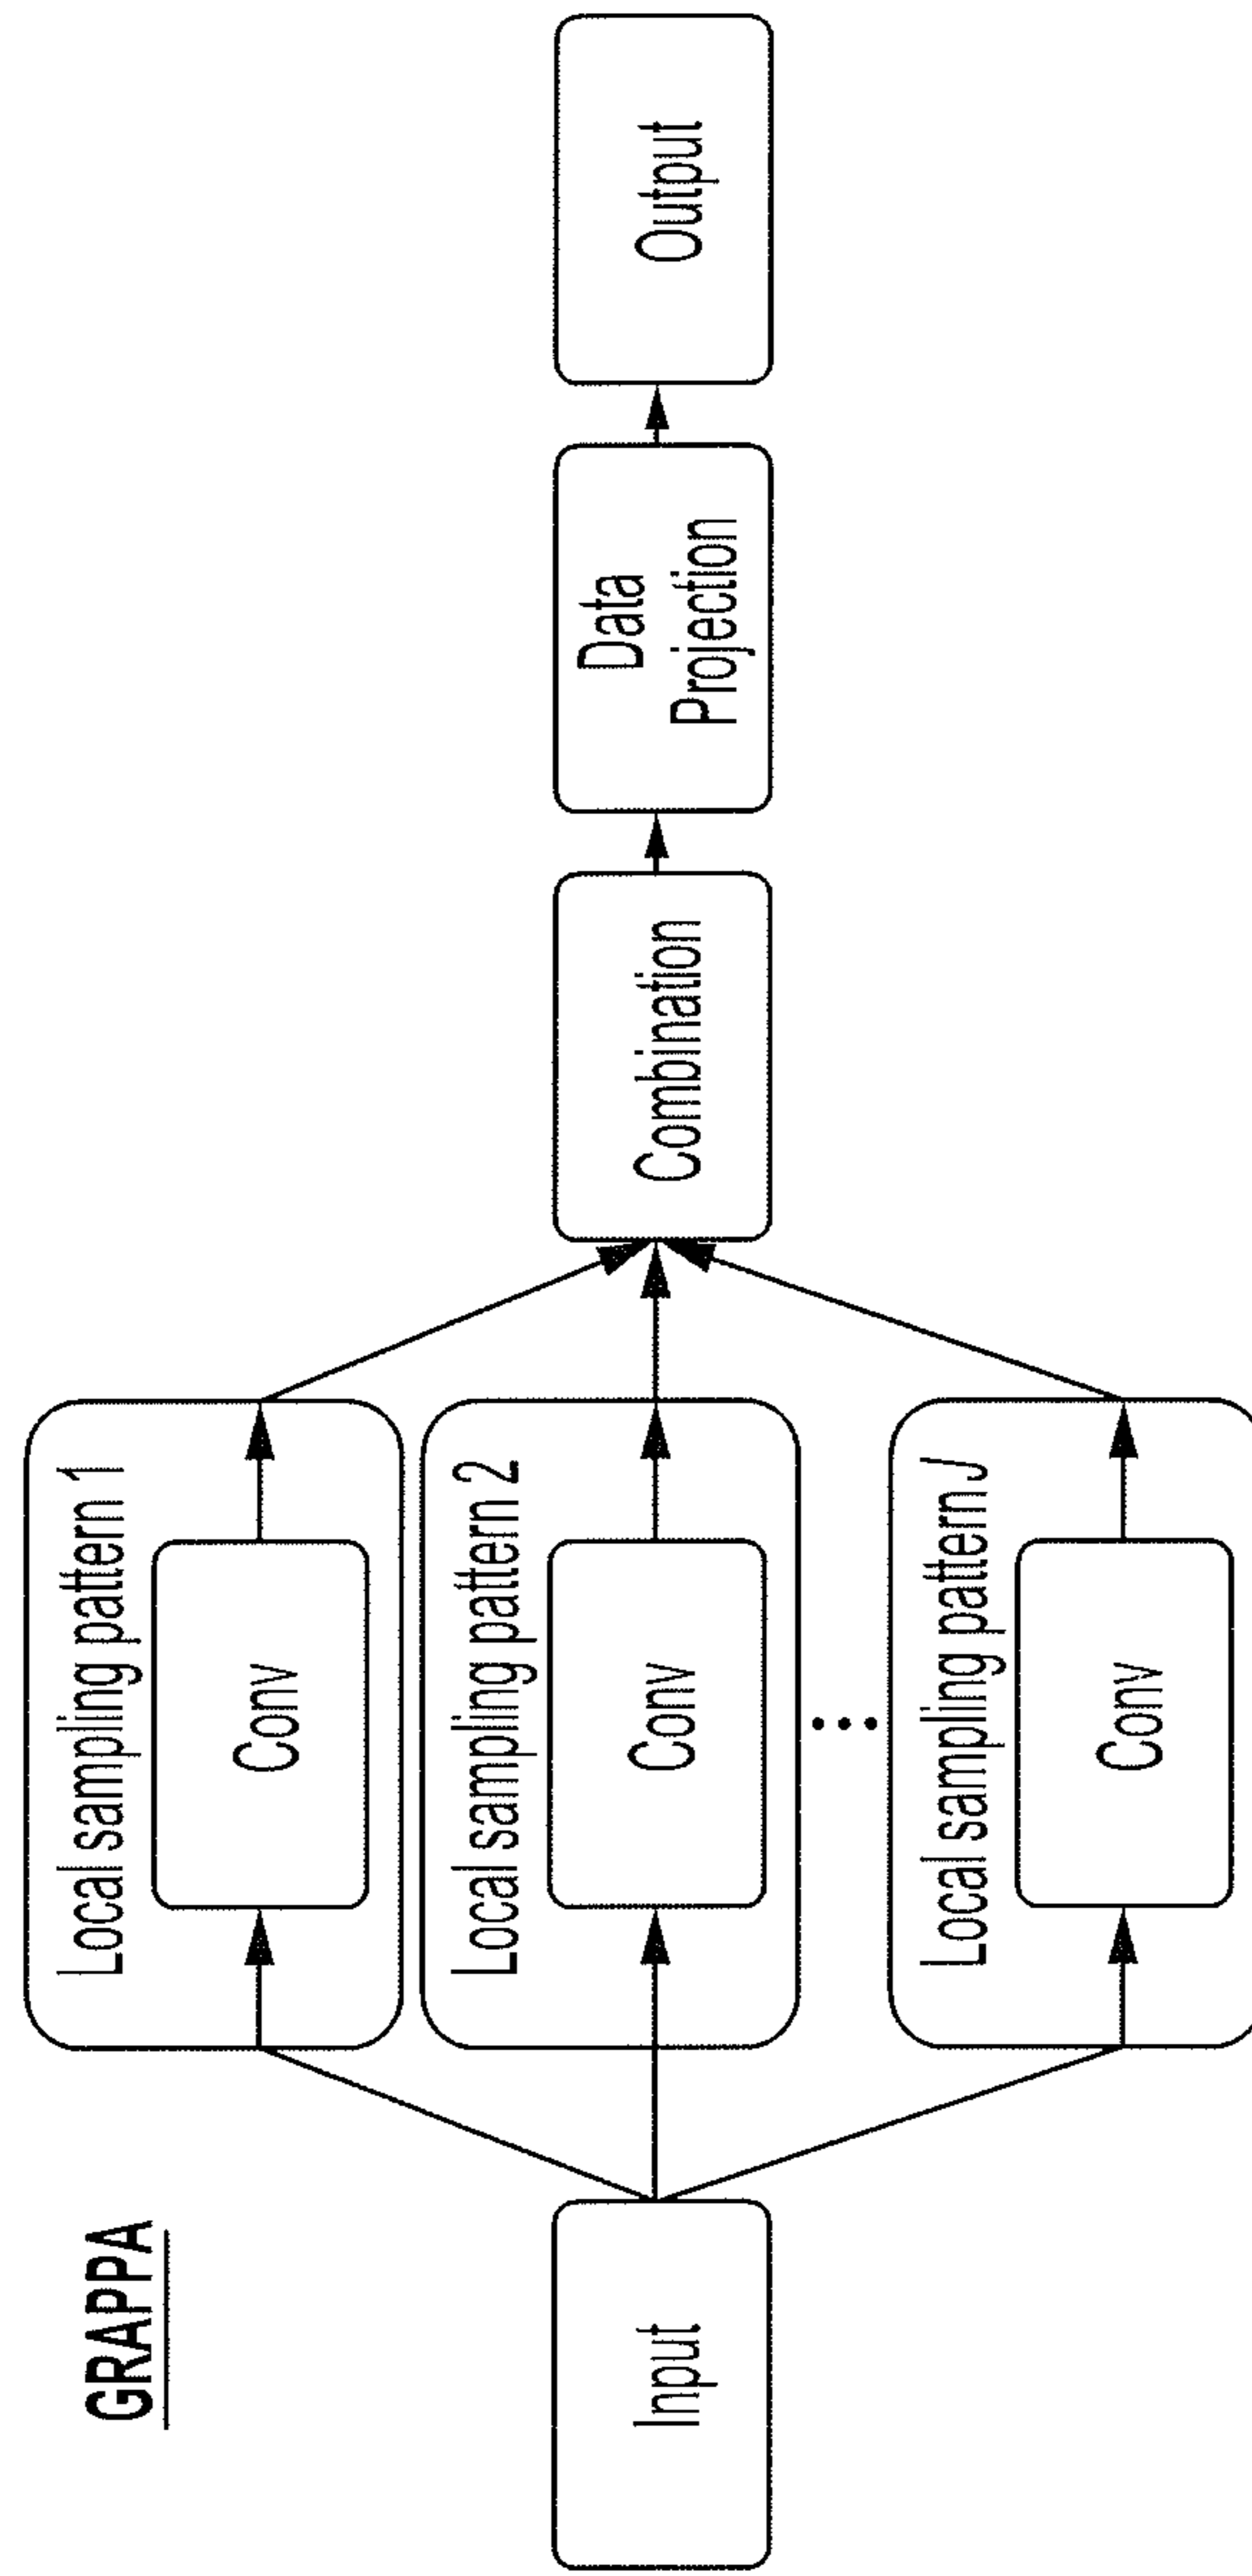 GRAPPA
Input
Local sampling pattern 1
Conv
Local sampling pattern 2
Conv
Local sampling pattern J
Conv
Combination
Data
Projection
Output